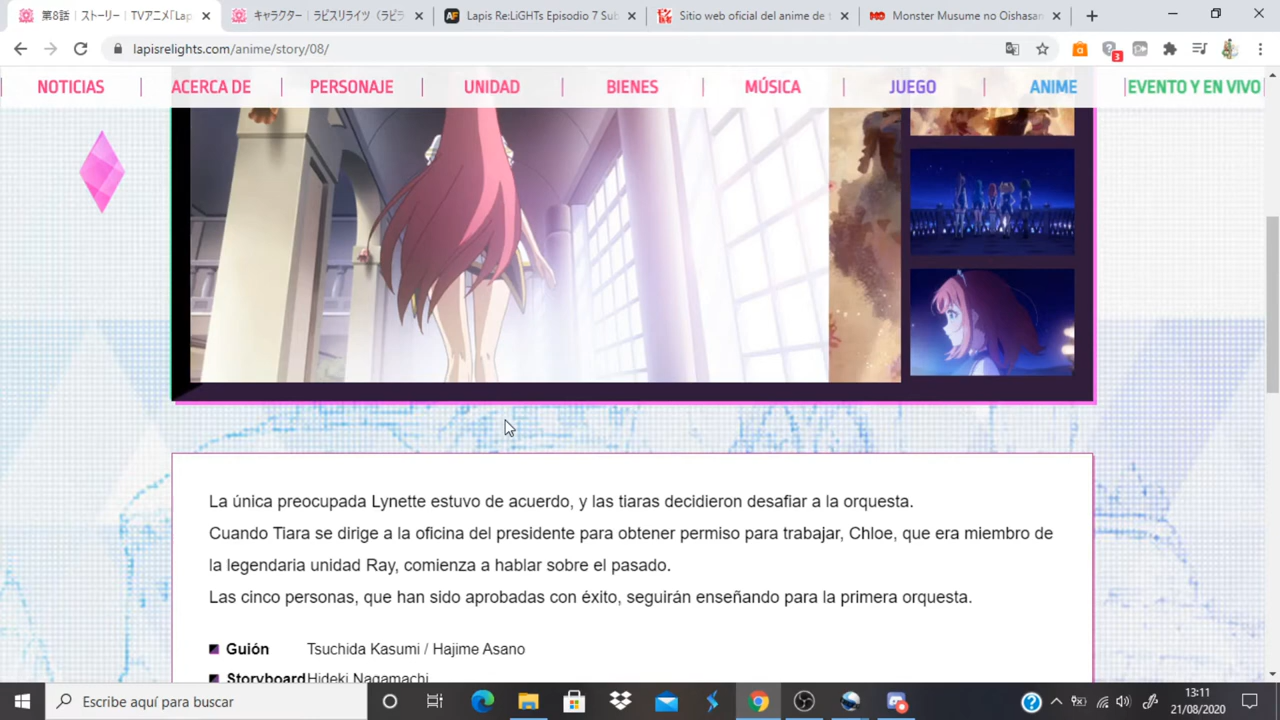 第8話 | ストーリー | TVアニメ「Lap
キャラクター | ラピスリライツ（ラピラ
Lapis Re:LiGHTs Episodio 7 Sub
Sitio web oficial del anime de t
Monster Musume no Oishasan
lapisrelights.com/anime/story/08/
3
NOTICIAS
ACERCA DE
PERSONAJE
UNIDAD
BIENES
MÚSICA
JUEGO
ANIME
EVENTO Y EN VIVO
La única preocupada Lynette estuvo de acuerdo, y las tiaras decidieron desafiar a la orquesta.
Cuando Tiara se dirige a la oficina del presidente para obtener permiso para trabajar, Chloe, que era miembro de
la legendaria unidad Ray, comienza a hablar sobre el pasado.
Las cinco personas, que han sido aprobadas con éxito, seguirán enseñando para la primera orquesta.
Guión Tsuchida Kasumi / Hajime Asano
Storyboard Hideki Nagamachi
Escribe aquí para buscar
13:11
21/08/2020